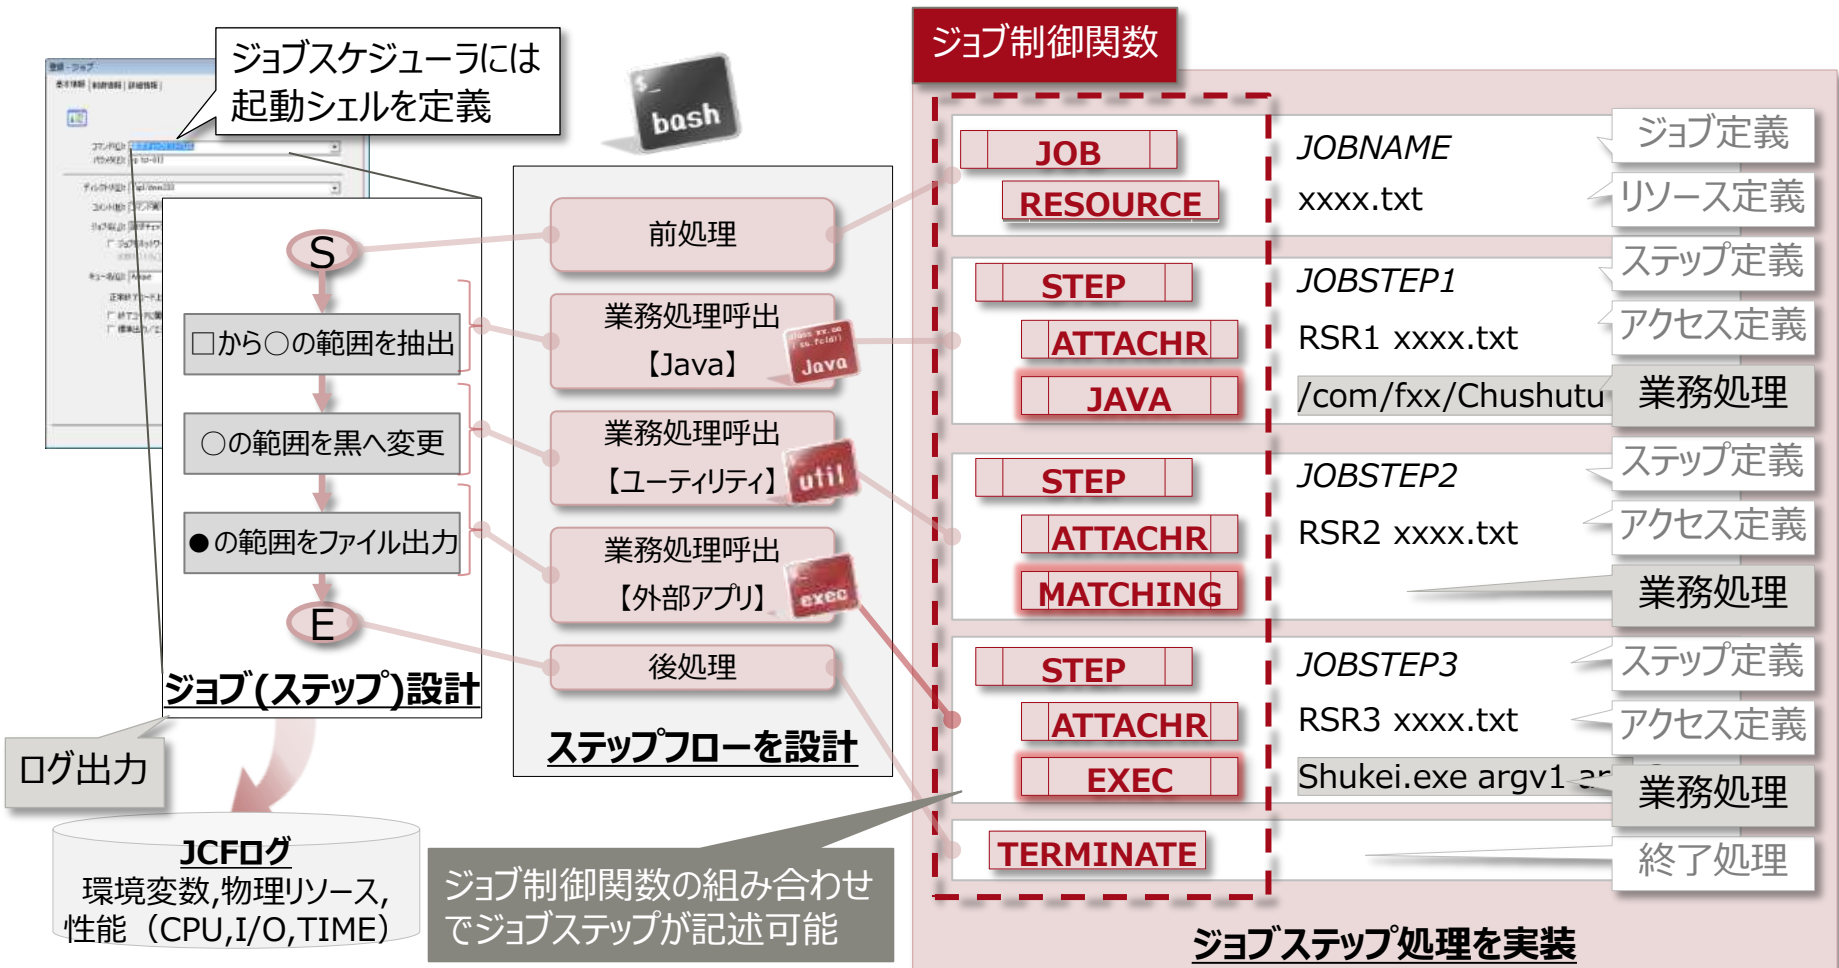 ジョブスケジューラには
起動シェルを定義
bash
ジョブ制御関数
S
□から○の範囲を抽出
○の範囲を黒へ変更
●の範囲をファイル出力
E
ジョブ(ステップ)設計
ログ出力
JCFログ
環境変数,物理リソース,
性能（CPU,I/O,TIME）
前処理
業務処理呼出
【Java】
Java
業務処理呼出
【ユーティリティ】
util
業務処理呼出
【外部アプリ】
exec
後処理
ステップフローを設計
ジョブ制御関数の組み合わせ
でジョブステップが記述可能
JOB
JOBNAME
ジョブ定義
RESOURCE
xxxx.txt
リソース定義
STEP
JOBSTEP1
ステップ定義
ATTACHR
RSR1 xxxx.txt
アクセス定義
JAVA
/com/fxx/Chushutu
業務処理
STEP
JOBSTEP2
ステップ定義
ATTACHR
RSR2 xxxx.txt
アクセス定義
MATCHING
業務処理
STEP
JOBSTEP3
ステップ定義
ATTACHR
RSR3 xxxx.txt
アクセス定義
EXEC
Shukei.exe argv1
業務処理
TERMINATE
終了処理
ジョブステップ処理を実装